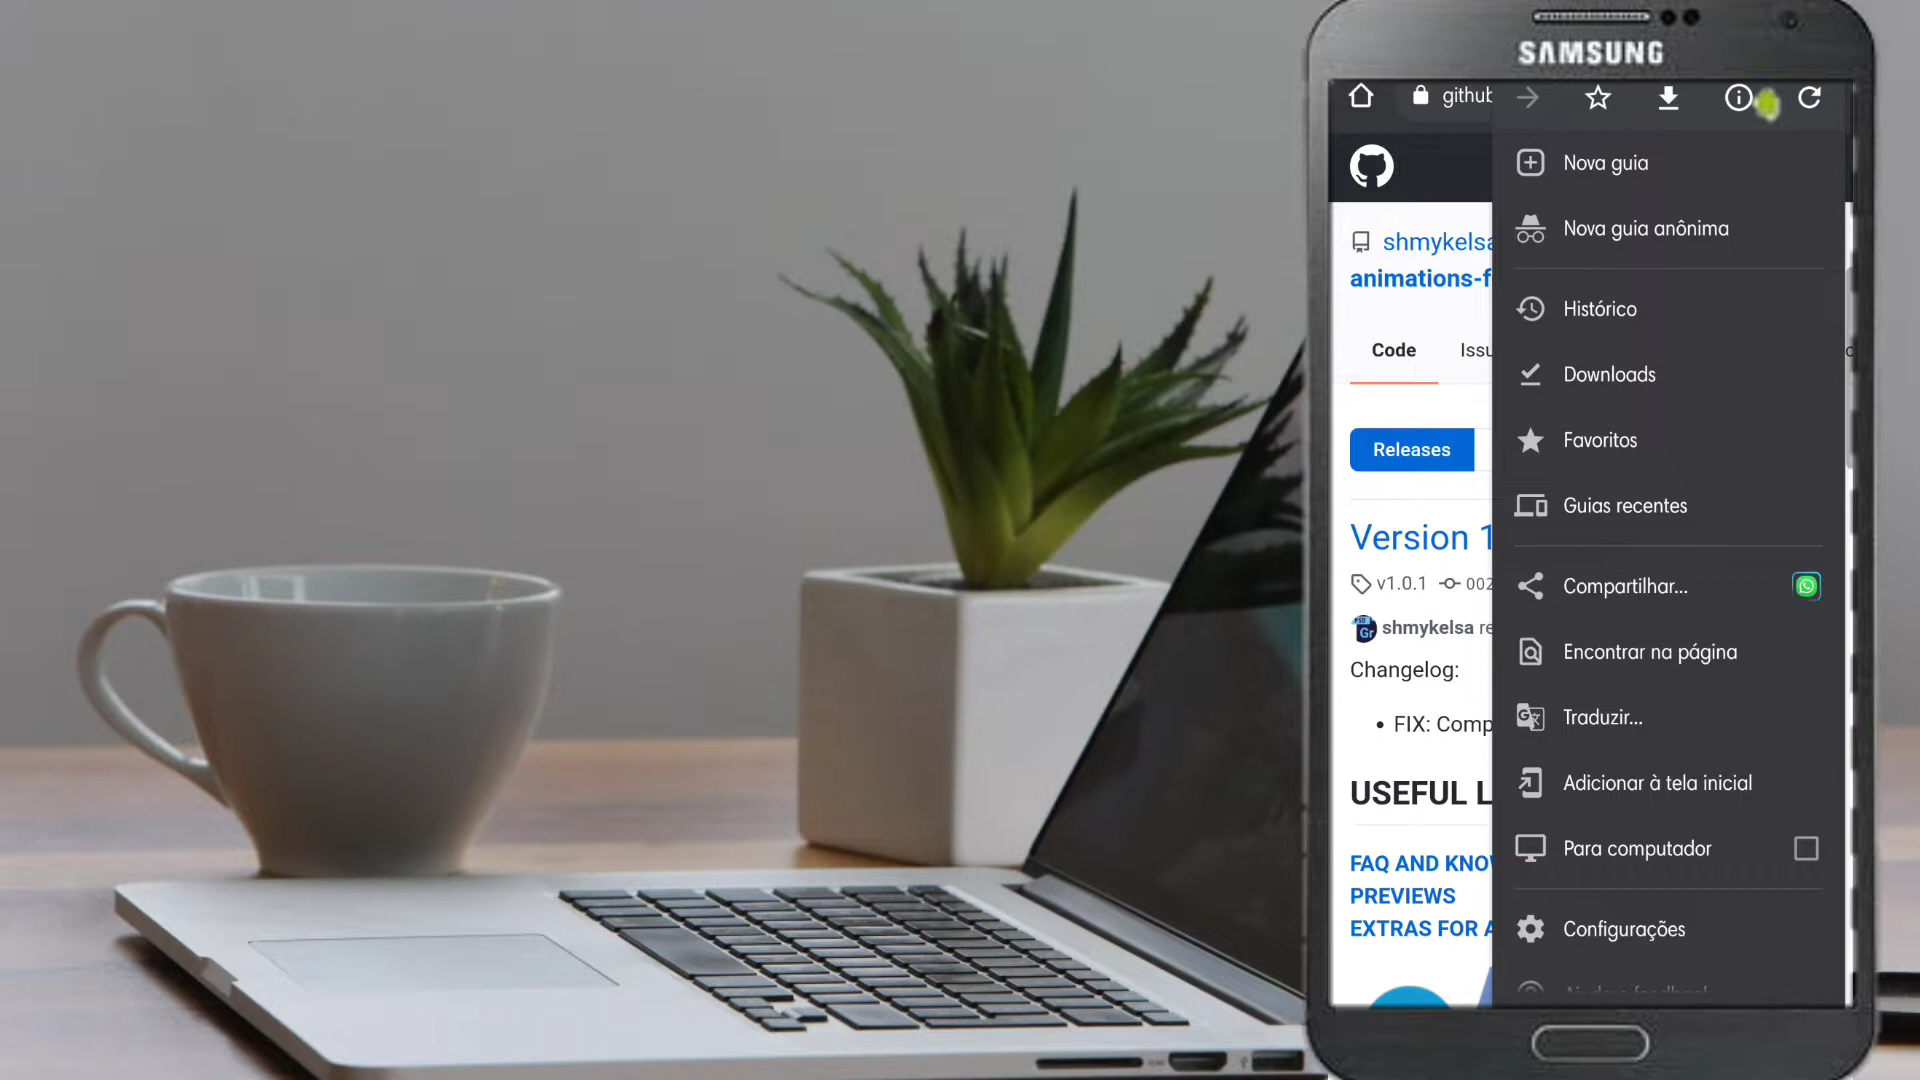 SAMSUNG
github
Nova guia
Nova guia anônima
Histórico
Downloads
Favoritos
Guias recentes
Compartilhar...
Encontrar na página
Traduzir...
Adicionar à tela inicial
Para computador
Configurações
shmykelsa
animations-f
Code
Issu
Releases
Version 1
v1.0.1
002
shmykelsa re
Changelog:
• FIX: Comp
USEFUL L
FAQ AND KNOW
PREVIEWS
EXTRAS FOR A